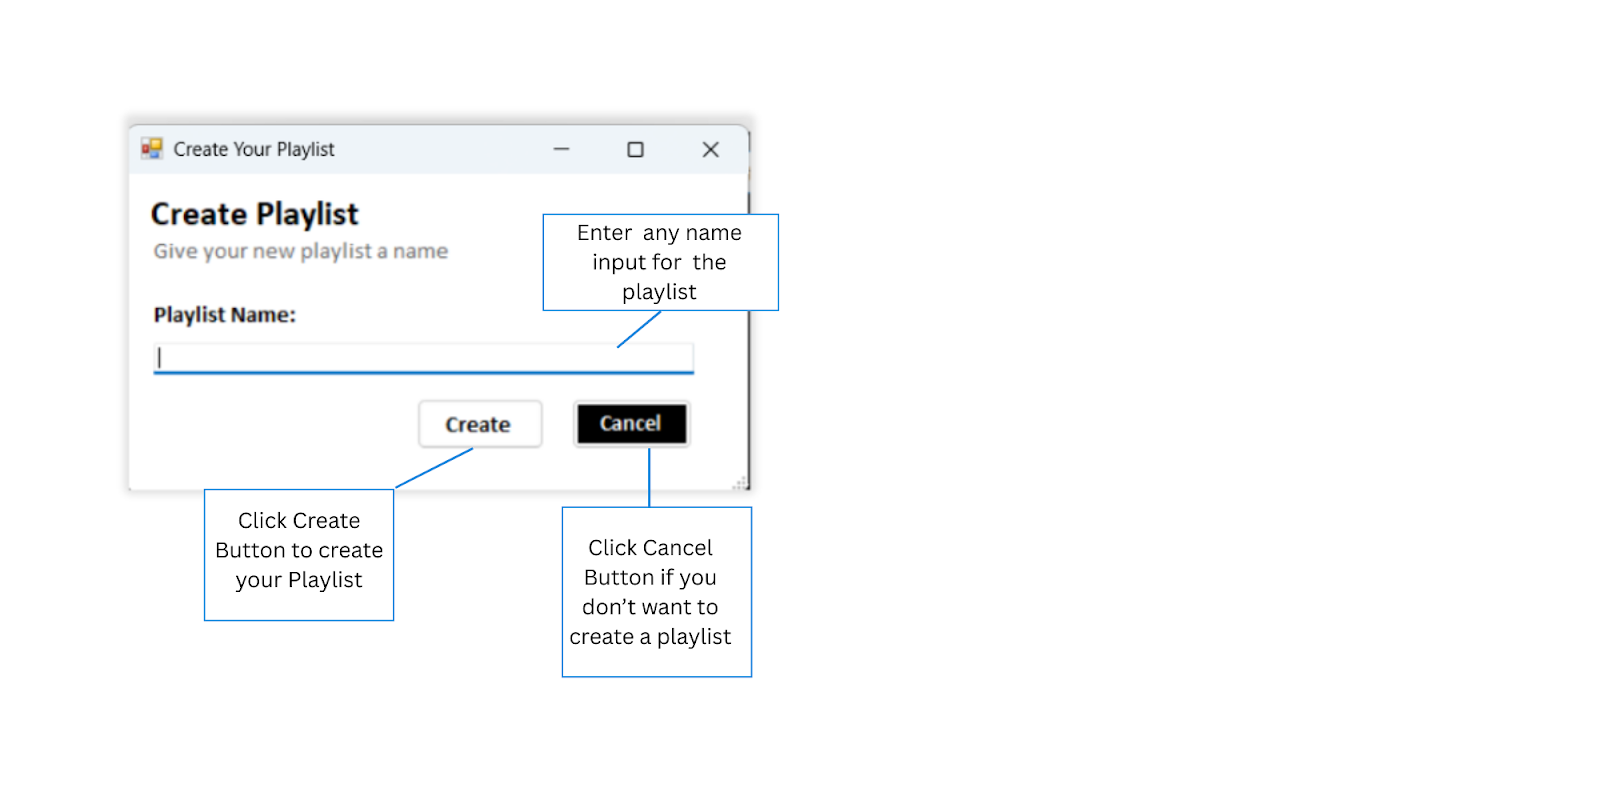 Create Your Playlist
Create Playlist
Give your new playlist a name
Enter any name
input for the
playlist
Playlist Name:
Create
Cancel
Click Create
Button to create
your Playlist
Click Cancel
Button if you
don’t want to
create a playlist